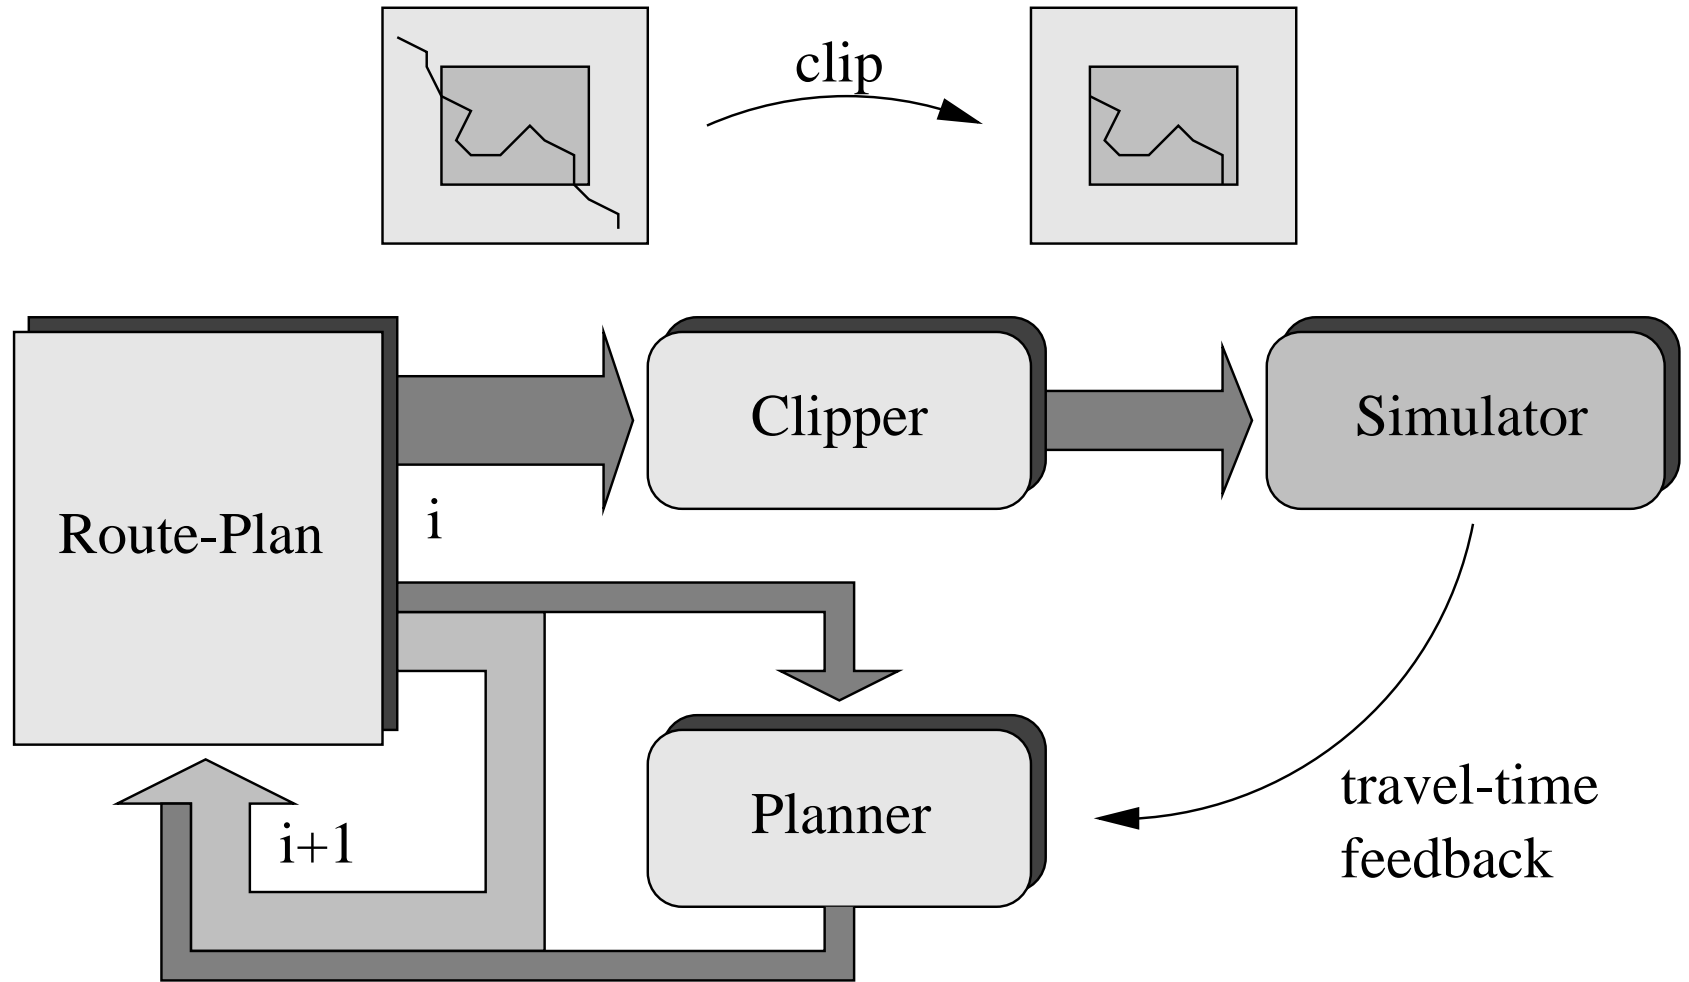 clip
Clipper
Simulator
i
Route-Plan
Planner
travel-time
feedback
i+1